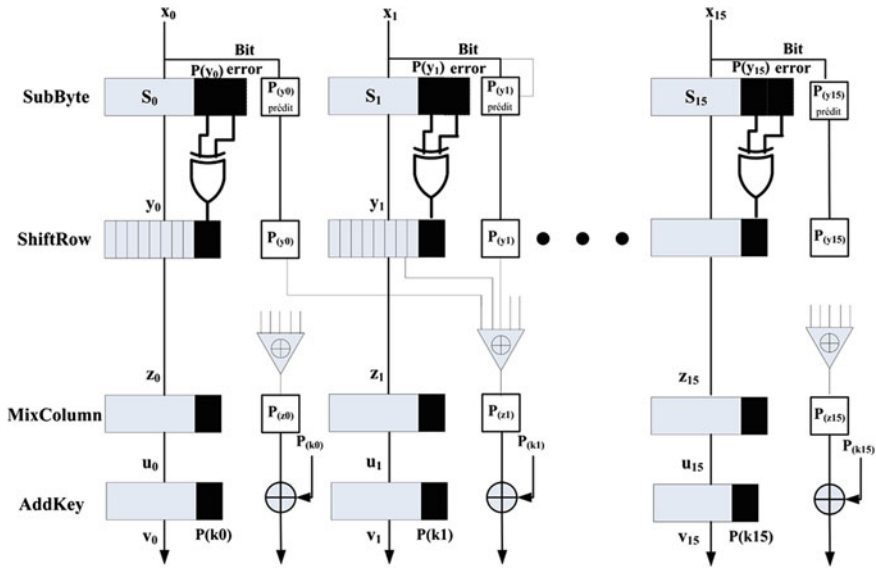 x0 x1 x15
Bit Bit Bit
P(y0) error P(y1) error P(y15) error
SubByte S0 P(y0) prédit S1 P(y1) prédit S15 P(y15) prédit
y0 y1
ShiftRow P(y0) P(y1) P(y15)
z0 z1 z15
MixColumn P(z0) P(z1) P(z15)
P(k0) P(k1) P(k15)
u0 u1 u15
AddKey
v0 P(k0) v1 P(k1) v15 P(k15)